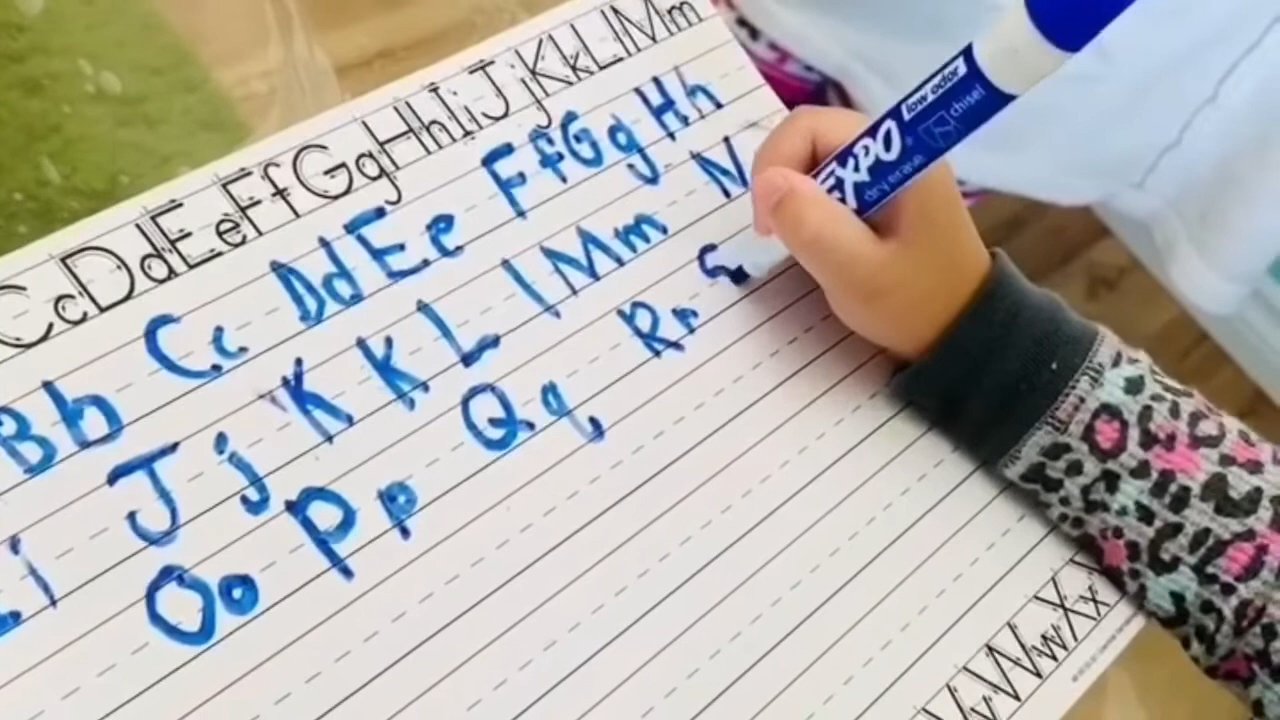 CcDdEeFfGgHhIiJjKkLlMm
Bb Cc Dd Ee Ff Gg Hh
i Jj Kk Ll Mm N
Oo Pp Qq Rr S
EXPO low odor
dry erase chisel
VvWwXx